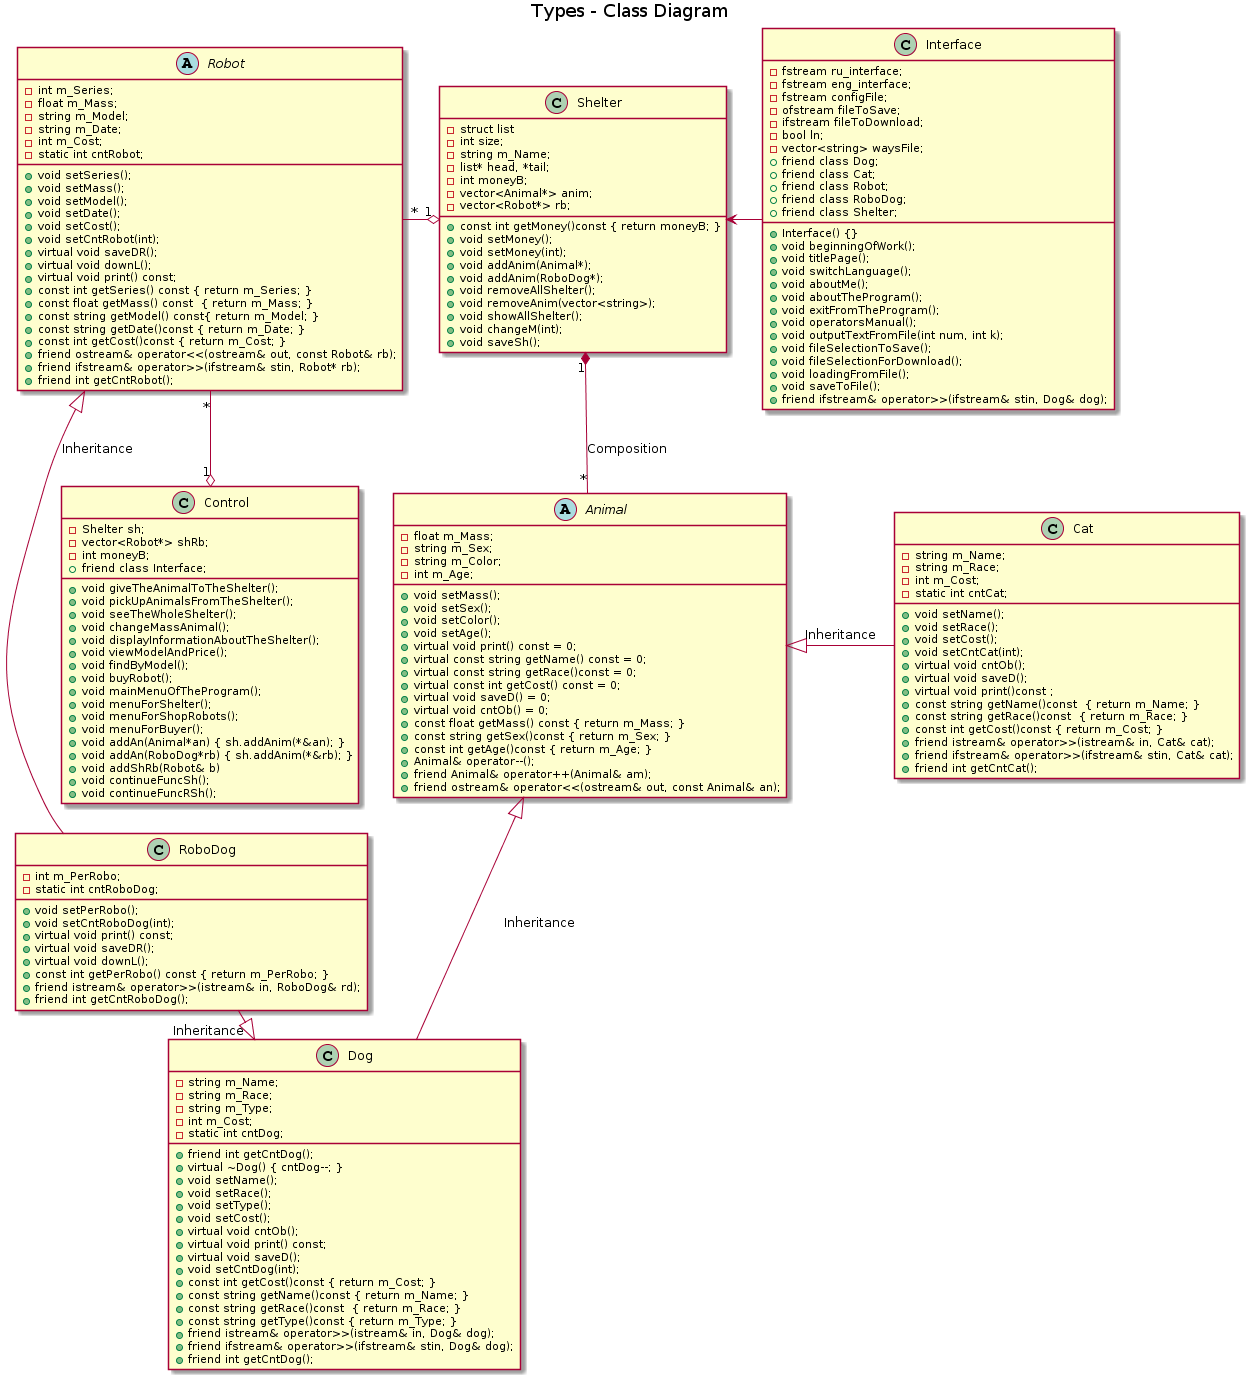 Types - Class Diagram
A Robot
int m_Series;
float m_Mass;
string m_Model;
string m_Date;
int m_Cost;
static int cntRobot;
void setSeries();
void setMass();
void setModel();
void setDate();
void setCost();
void setCntRobot(int);
virtual void saveDR();
virtual void downL();
virtual void print() const;
const int getSeries() const { return m_Series; }
const float getMass() const  { return m_Mass; }
const string getModel() const{ return m_Model; }
const string getDate()const { return m_Date; }
const int getCost()const { return m_Cost; }
friend ostream& operator<<(ostream& out, const Robot& rb);
friend ifstream& operator>>(ifstream& stin, Robot* rb);
friend int getCntRobot();
* 1
C Shelter
struct list
int size;
string m_Name;
list* head, *tail;
int moneyB;
vector<Animal*> anim;
vector<Robot*> rb;
const int getMoney()const { return moneyB; }
void setMoney();
void setMoney(int);
void addAnim(Animal*);
void addAnim(RoboDog*);
void removeAllShelter();
void removeAnim(vector<string>);
void showAllShelter();
void changeM(int);
void saveSh();
C Interface
fstream ru_interface;
fstream eng_interface;
fstream configFile;
ofstream fileToSave;
ifstream fileToDownload;
bool ln;
vector<string> waysFile;
friend class Dog;
friend class Cat;
friend class Robot;
friend class RoboDog;
friend class Shelter;
Interface() {}
void beginningOfWork();
void titlePage();
void switchLanguage();
void aboutMe();
void aboutTheProgram();
void exitFromTheProgram();
void operatorsManual();
void outputTextFromFile(int num, int k);
void fileSelectionToSave();
void fileSelectionForDownload();
void loadingFromFile();
void saveToFile();
friend ifstream& operator>>(ifstream& stin, Dog& dog);
Inheritance
*
1
1
Composition
*
C Control
Shelter sh;
vector<Robot*> shRb;
int moneyB;
friend class Interface;
void giveTheAnimalToTheShelter();
void pickUpAnimalsFromTheShelter();
void seeTheWholeShelter();
void changeMassAnimal();
void displayInformationAboutTheShelter();
void viewModelAndPrice();
void findByModel();
void buyRobot();
void mainMenuOfTheProgram();
void menuForShelter();
void menuForShopRobots();
void menuForBuyer();
void addAn(Animal*an) { sh.addAnim(*&an); }
void addAn(RoboDog*rb) { sh.addAnim(*&rb); }
void addShRb(Robot& b)
void continueFuncSh();
void continueFuncRSh();
A Animal
float m_Mass;
string m_Sex;
string m_Color;
int m_Age;
void setMass();
void setSex();
void setColor();
void setAge();
virtual void print() const = 0;
virtual const string getName() const = 0;
virtual const string getRace()const = 0;
virtual const int getCost() const = 0;
virtual void saveD() = 0;
virtual void cntOb() = 0;
const float getMass() const { return m_Mass; }
const string getSex()const { return m_Sex; }
const int getAge()const { return m_Age; }
Animal& operator--();
friend Animal& operator++(Animal& am);
friend ostream& operator<<(ostream& out, const Animal& an);
Inheritance
C Cat
string m_Name;
string m_Race;
int m_Cost;
static int cntCat;
void setName();
void setRace();
void setCost();
void setCntCat(int);
virtual void cntOb();
virtual void saveD();
virtual void print()const ;
const string getName()const  { return m_Name; }
const string getRace()const  { return m_Race; }
const int getCost()const { return m_Cost; }
friend istream& operator>>(istream& in, Cat& cat);
friend ifstream& operator>>(ifstream& stin, Cat& cat);
friend int getCntCat();
C RoboDog
int m_PerRobo;
static int cntRoboDog;
void setPerRobo();
void setCntRoboDog(int);
virtual void print() const;
virtual void saveDR();
virtual void downL();
const int getPerRobo() const { return m_PerRobo; }
friend istream& operator>>(istream& in, RoboDog& rd);
friend int getCntRoboDog();
Inheritance
Inheritance
C Dog
string m_Name;
string m_Race;
string m_Type;
int m_Cost;
static int cntDog;
friend int getCntDog();
virtual ~Dog() { cntDog--; }
void setName();
void setRace();
void setType();
void setCost();
virtual void cntOb();
virtual void print() const;
virtual void saveD();
void setCntDog(int);
const int getCost()const { return m_Cost; }
const string getName()const { return m_Name; }
const string getRace()const  { return m_Race; }
const string getType()const { return m_Type; }
friend istream& operator>>(istream& in, Dog& dog);
friend ifstream& operator>>(ifstream& stin, Dog& dog);
friend int getCntDog();